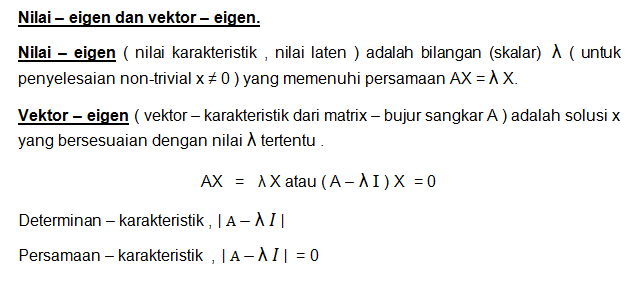 Nilai – eigen dan vektor – eigen.
Nilai – eigen ( nilai karakteristik , nilai laten ) adalah bilangan (skalar) λ ( untuk
penyelesaian non-trivial x ≠ 0 ) yang memenuhi persamaan AX = λ X.
Vektor – eigen ( vektor – karakteristik dari matrix – bujur sangkar A ) adalah solusi x
yang bersesuaian dengan nilai λ tertentu .
AX = λ X atau ( A – λ I ) X = 0
Determinan – karakteristik , | A – λ I |
Persamaan – karakteristik , | A – λ I | = 0